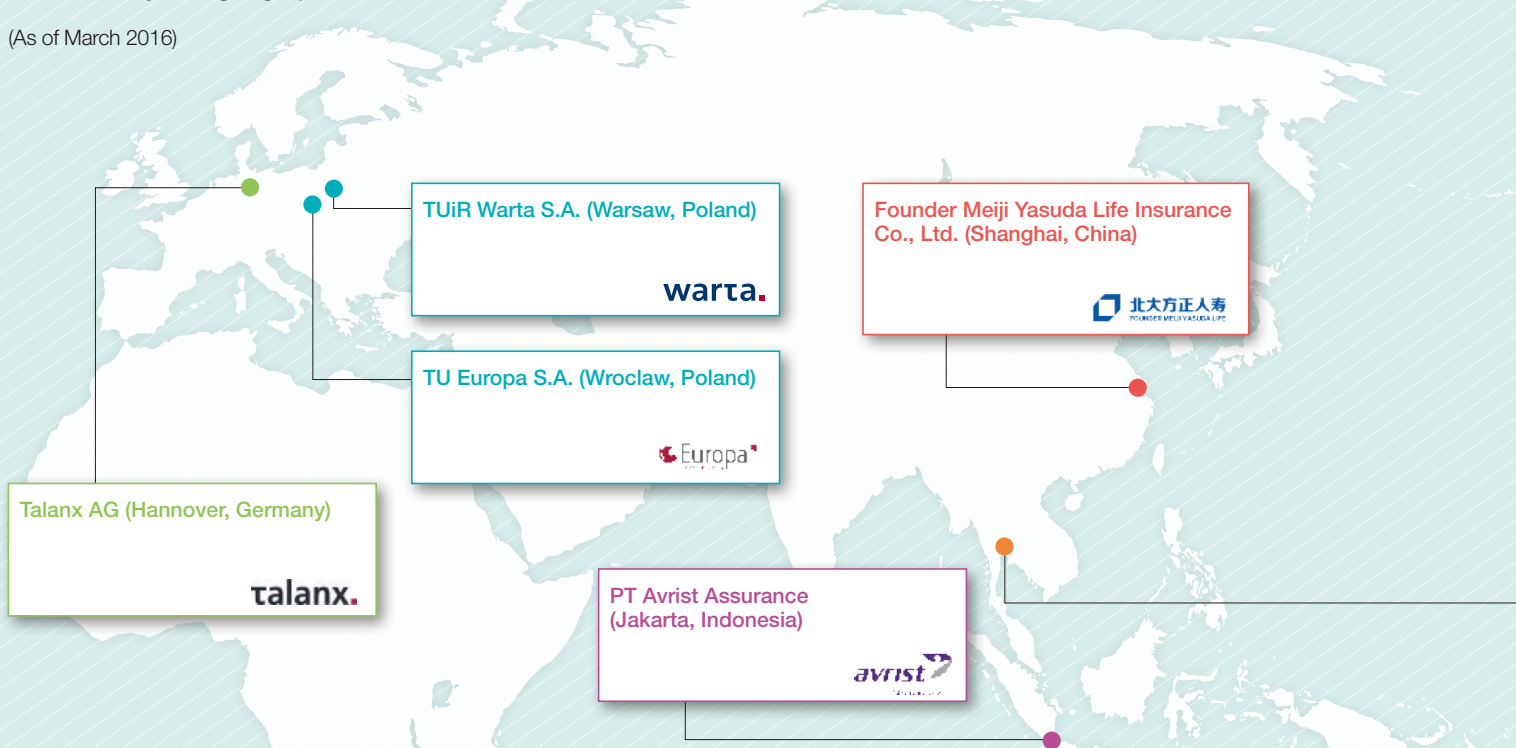 (As of March 2016)
TUiR Warta S.A. (Warsaw, Poland)
warta.
Founder Meiji Yasuda Life Insurance
Co., Ltd. (Shanghai, China)
北大方正人寿
FOUNDER MEIJI YASUDA LIFE
TU Europa S.A. (Wroclaw, Poland)
Europa
Talanx AG (Hannover, Germany)
talanx.
PT Avrist Assurance
(Jakarta, Indonesia)
avrist